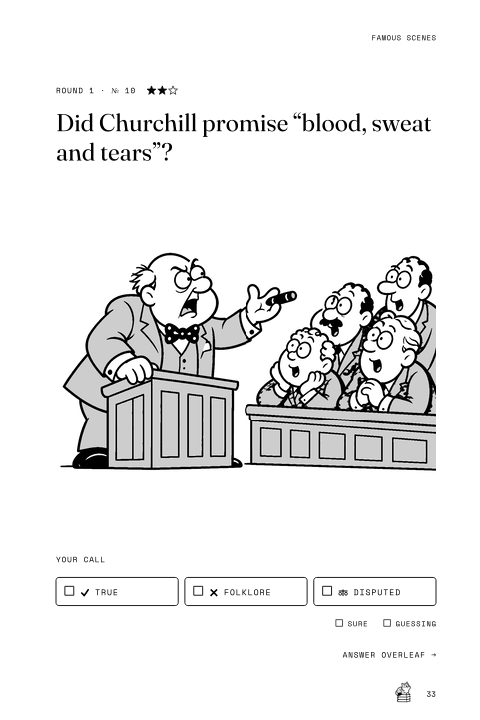 FAMOUS SCENES
ROUND 1 · № 10 ★★☆
Did Churchill promise “blood, sweat
and tears”?
YOUR CALL
☐ ✔ TRUE
☐ ✖ FOLKLORE
☐ DISPUTED
☐ SURE ☐ GUESSING
ANSWER OVERLEAF →
33